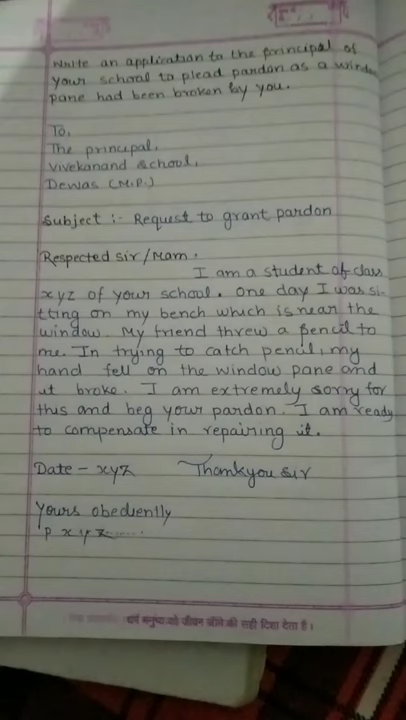 Write an application to the principal of
your school to plead pardon as a window
pane had been broken by you.
To,
The principal,
Vivekanand School,
Dewas (M.P.)
Subject :- Request to grant pardon
Respected sir/Mam.
I am a student of class
xyz of your school. One day I was si-
tting on my bench which is near the
window. My friend threw a pencil to
me. In trying to catch pencil, my
hand fell on the window pane and
it broke. I am extremely sorry for
this and beg your pardon. I am ready
to compensate in repairing it.
Date - xyz Thankyou sir
Yours obediently
P x y z......
धर्म मनुष्य को जीवन जीने की सही दिशा देता है।